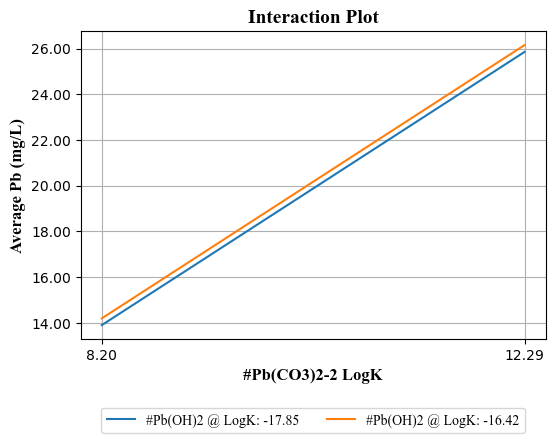 Interaction Plot
Average Pb (mg/L)
26.00
24.00
22.00
20.00
18.00
16.00
14.00
8.20 12.29
#Pb(CO3)2-2 LogK
#Pb(OH)2 @ LogK: -17.85 #Pb(OH)2 @ LogK: -16.42